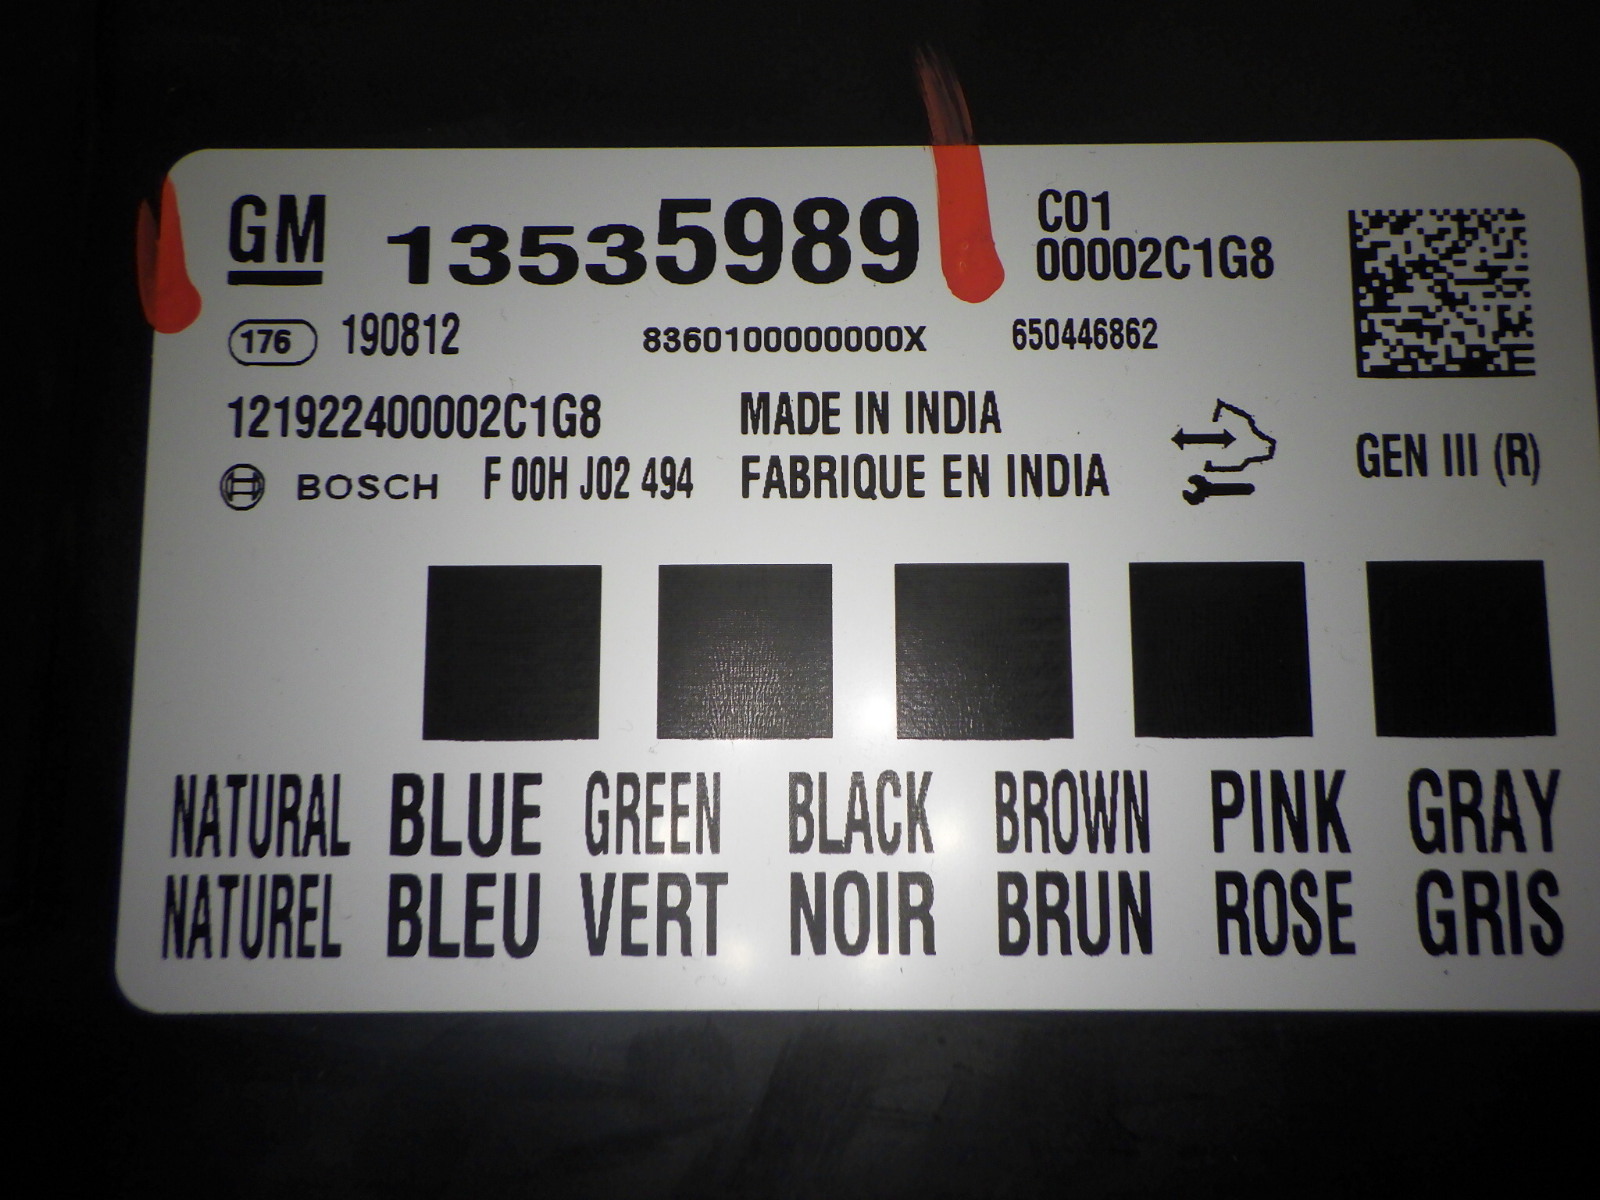 GM 13535989 C01
00002C1G8
176 190812 8360100000000X 650446862
121922400002C1G8 MADE IN INDIA
BOSCH F 00H J02 494 FABRIQUE EN INDIA GEN III (R)
NATURAL BLUE GREEN BLACK BROWN PINK GRAY
NATUREL BLEU VERT NOIR BRUN ROSE GRIS